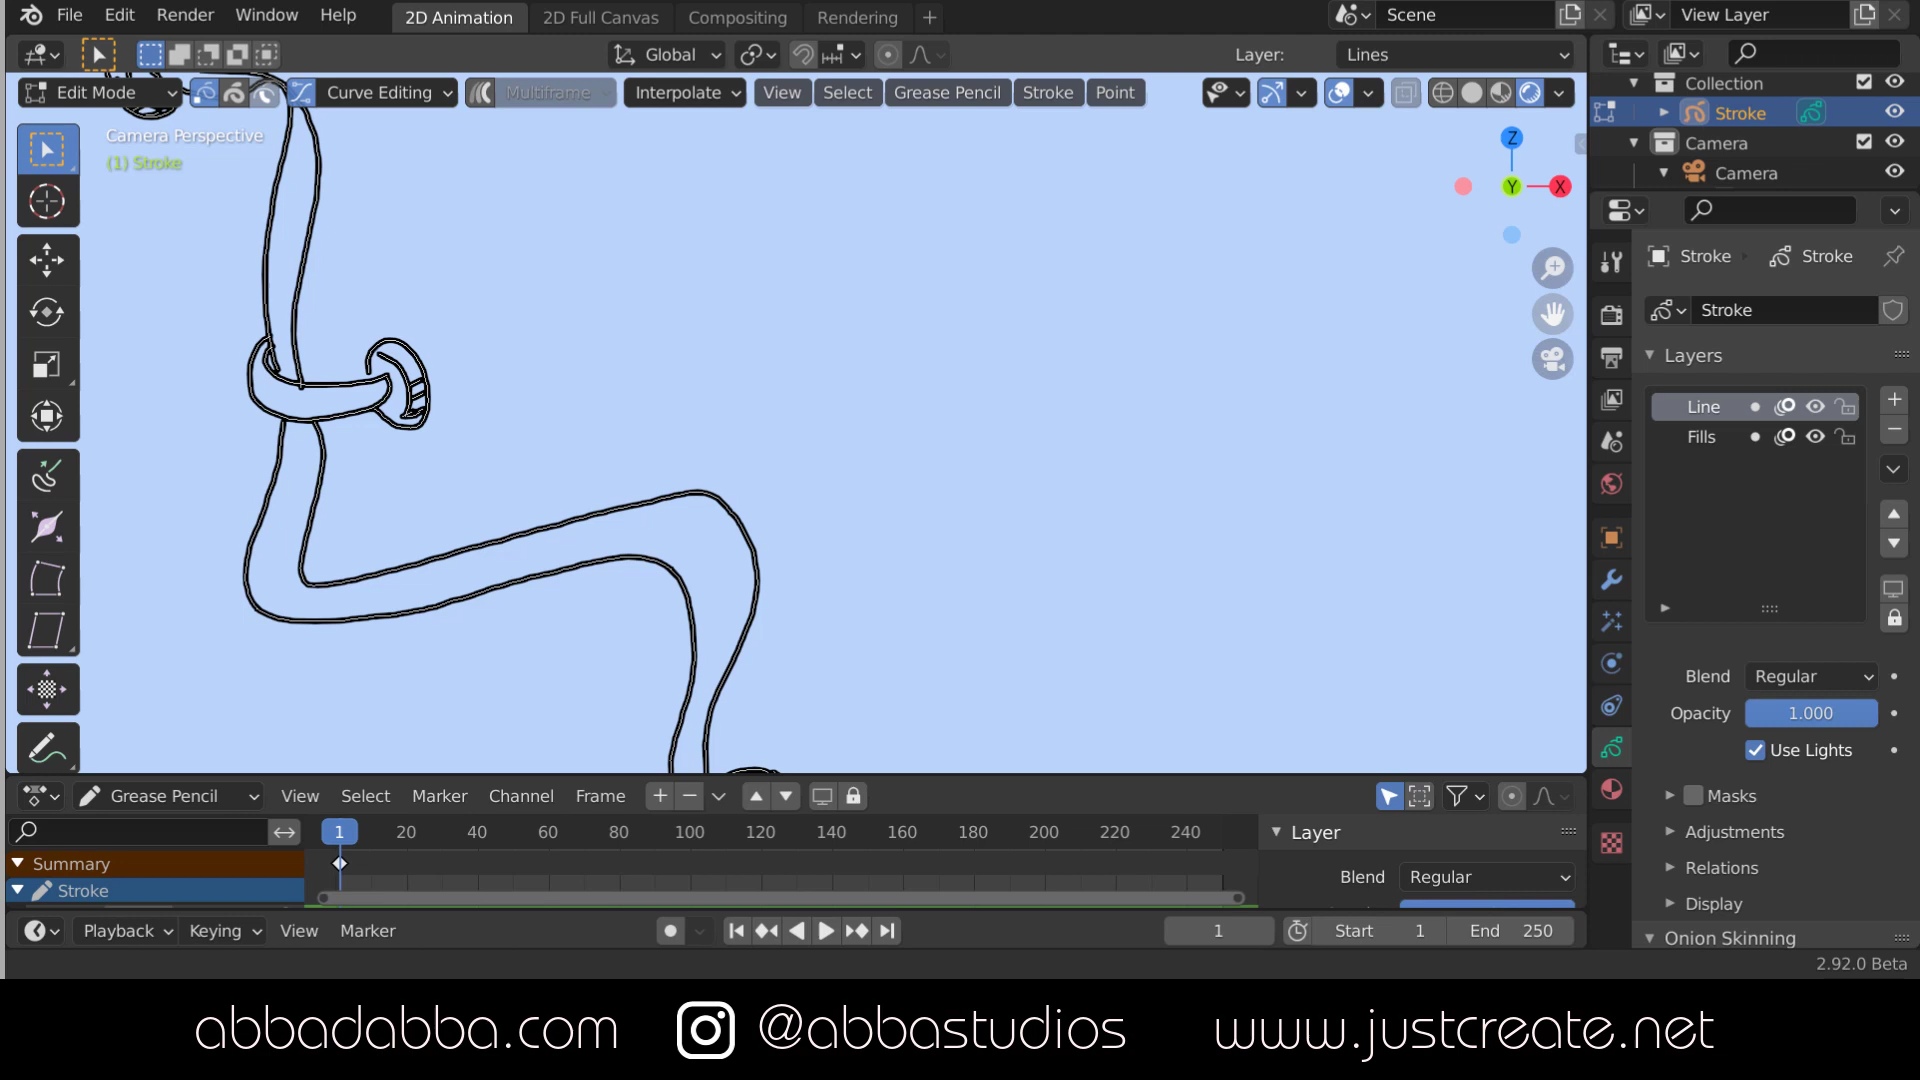 File Edit Render Window Help 2D Animation 2D Full Canvas Compositing Rendering Scene View Layer
Global Layer: Lines
Edit Mode Curve Editing Multiframe Interpolate View Select Grease Pencil Stroke Point
Camera Perspective
(1) Stroke
Z
Y
X
Collection
Stroke
Camera
Camera
Stroke Stroke
Stroke
Layers
Line
Fills
Blend Regular
Opacity 1.000
Use Lights
Masks
Adjustments
Relations
Display
Onion Skinning
Grease Pencil View Select Marker Channel Frame
1 20 40 60 80 100 120 140 160 180 200 220 240
Summary
Stroke
Layer
Blend Regular
Playback Keying View Marker 1 Start 1 End 250
2.92.0 Beta
abbadabba.com @abbastudios www.justcreate.net